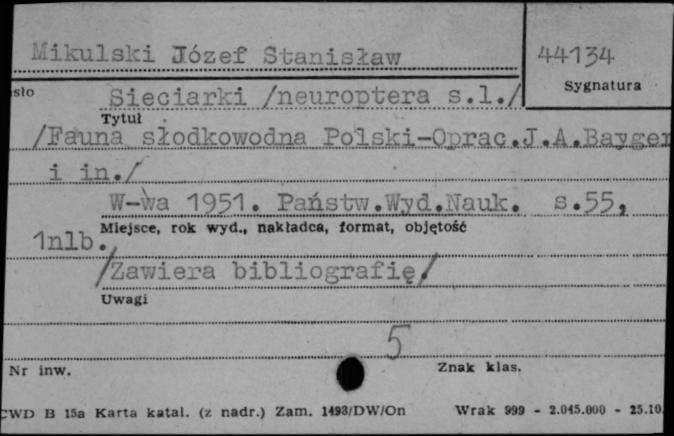 Mikulski Józef Stanisław
44134
Sygnatura
sło
Sieciarki /neuroptera s.l./
Tytuł
/Fauna słodkowodna Polski-Oprac.J.A.Bayger
i in./
W-wa 1951. Państw.Wyd.Nauk. s.55,
Miejsce, rok wyd., nakładca, format, objętość
1nlb.
/Zawiera bibliografię/
Uwagi
5
Nr inw.
Znak klas.
CWD B 15a Karta katal. (z nadr.) Zam. 1493/DW/On Wrak 999 - 2.045.000 - 25.10